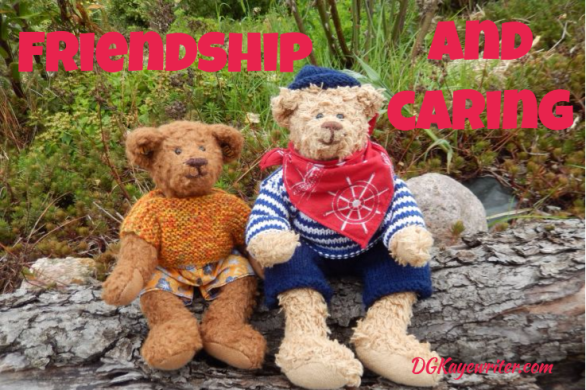 FRIENDSHIP
AND
CARING
DGKayewriter.com